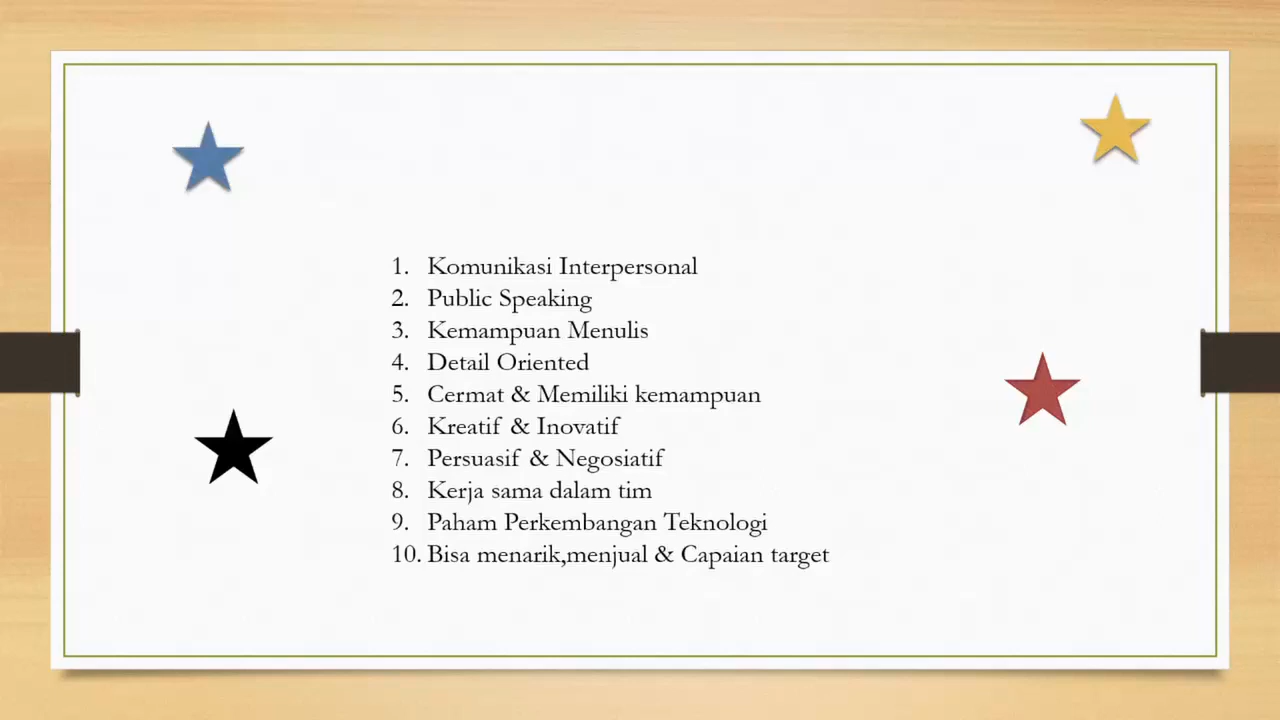 1. Komunikasi Interpersonal
2. Public Speaking
3. Kemampuan Menulis
4. Detail Oriented
5. Cermat & Memiliki kemampuan
6. Kreatif & Inovatif
7. Persuasif & Negosiatif
8. Kerja sama dalam tim
9. Paham Perkembangan Teknologi
10. Bisa menarik,menjual & Capaian target